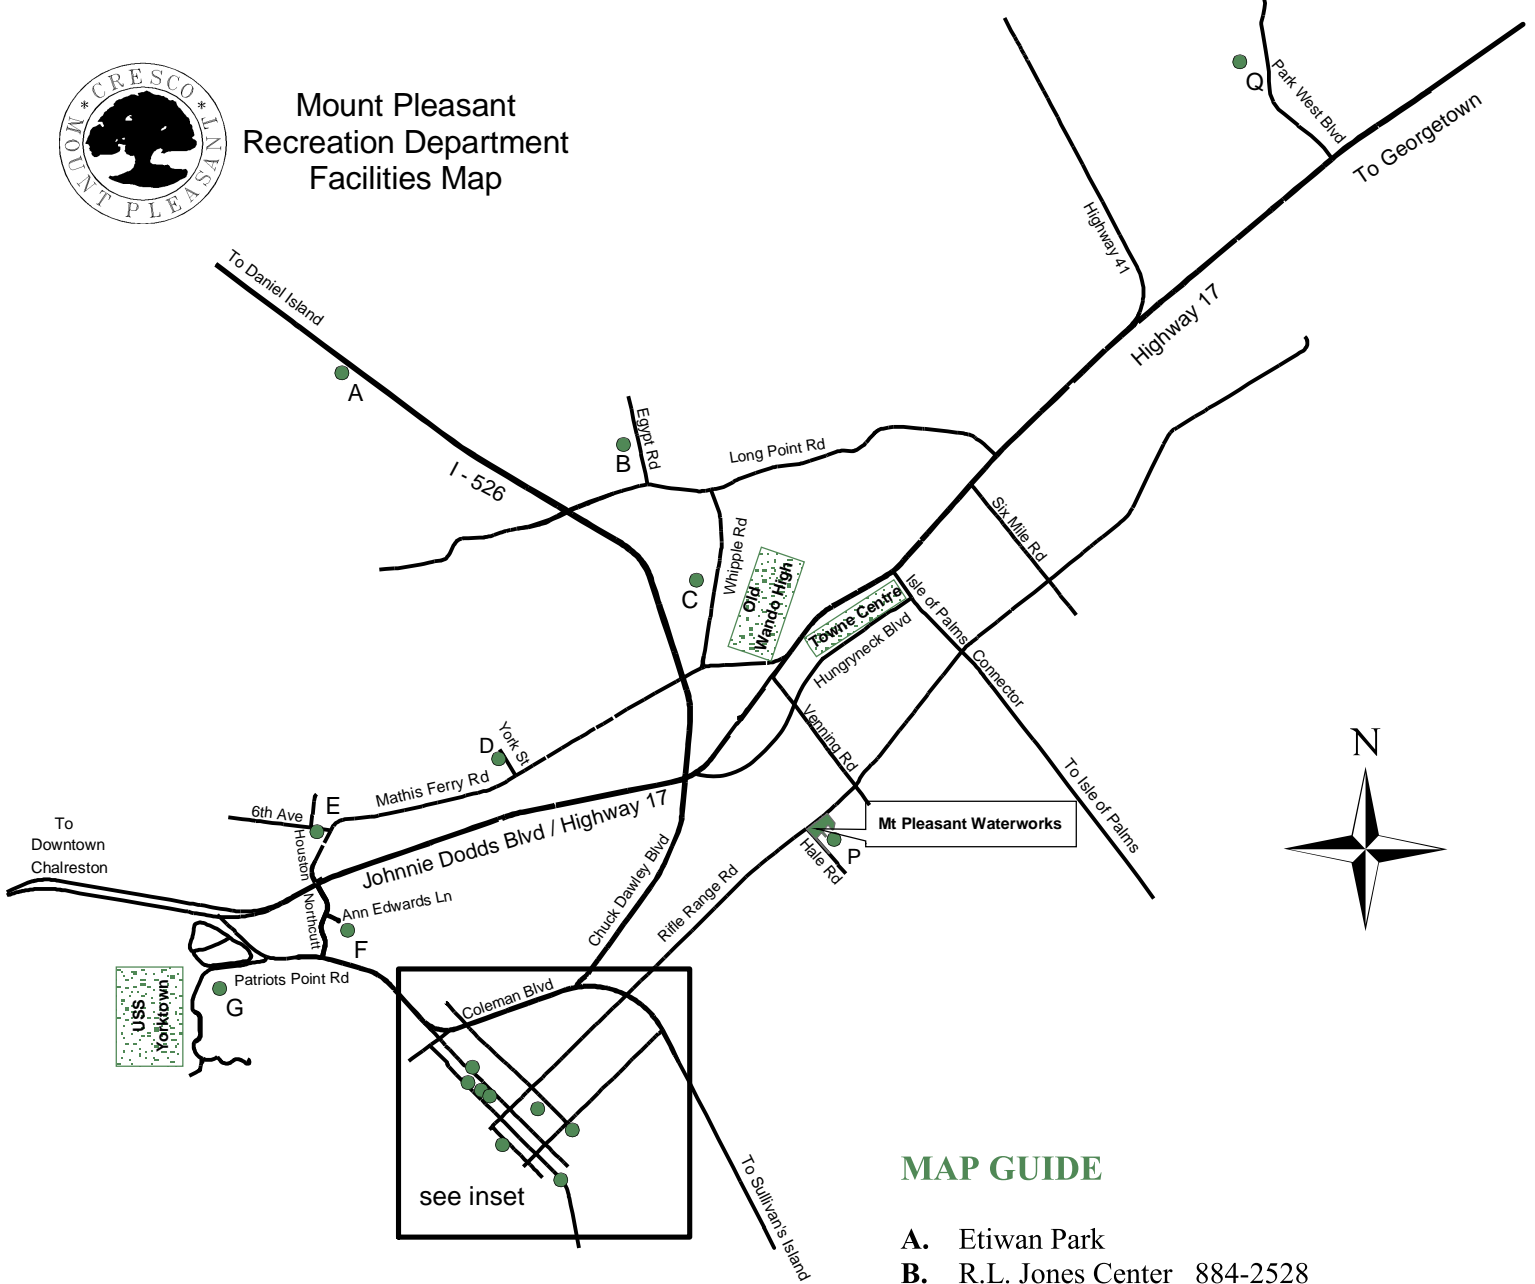 * CRESCO *
MOUNT PLEASANT
Mount Pleasant
Recreation Department
Facilities Map
Q
Park West Blvd
To Georgetown
Highway 41
Highway 17
To Daniel Island
A
I - 526
B
Egypt Rd
Long Point Rd
Six Mile Rd
C
Whipple Rd
Old
Wando High
Towne Centre
Isle of Palms Connector
Hungryneck Blvd
Venning Rd
To Isle of Palms
N
D
York St
Mathis Ferry Rd
6th Ave
E
Houston Northcutt
Johnnie Dodds Blvd / Highway 17
To
Downtown
Chalreston
Mt Pleasant Waterworks
P
Hale Rd
Ann Edwards Ln
F
Chuck Dawley Blvd
Rifle Range Rd
Patriots Point Rd
G
USS
Yorktown
Coleman Blvd
see inset
To Sullivan's Island
MAP GUIDE
A. Etiwan Park
B. R.L. Jones Center 884-2528